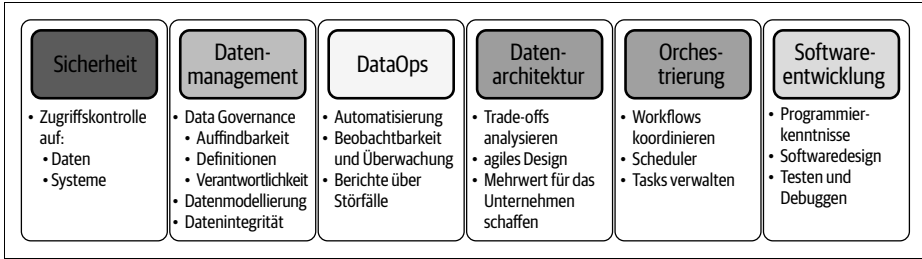 Sicherheit
• Zugriffskontrolle
auf:
• Daten
• Systeme
Daten-
management
• Data Governance
• Auffindbarkeit
• Definitionen
• Verantwortlichkeit
• Datenmodellierung
• Datenintegrität
DataOps
• Automatisierung
• Beobachtbarkeit
und Überwachung
• Berichte über
Störfälle
Daten-
architektur
• Trade-offs
analysieren
• agiles Design
• Mehrwert für das
Unternehmen
schaffen
Orches-
trierung
• Workflows
koordinieren
• Scheduler
• Tasks verwalten
Software-
entwicklung
• Programmier-
kenntnisse
• Softwaredesign
• Testen und
Debuggen